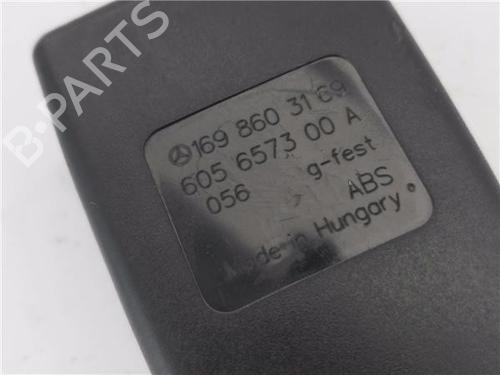 169 860 31 69
605 6573 00 A
056 g-fest
ABS
Made in Hungary
B-PARTS